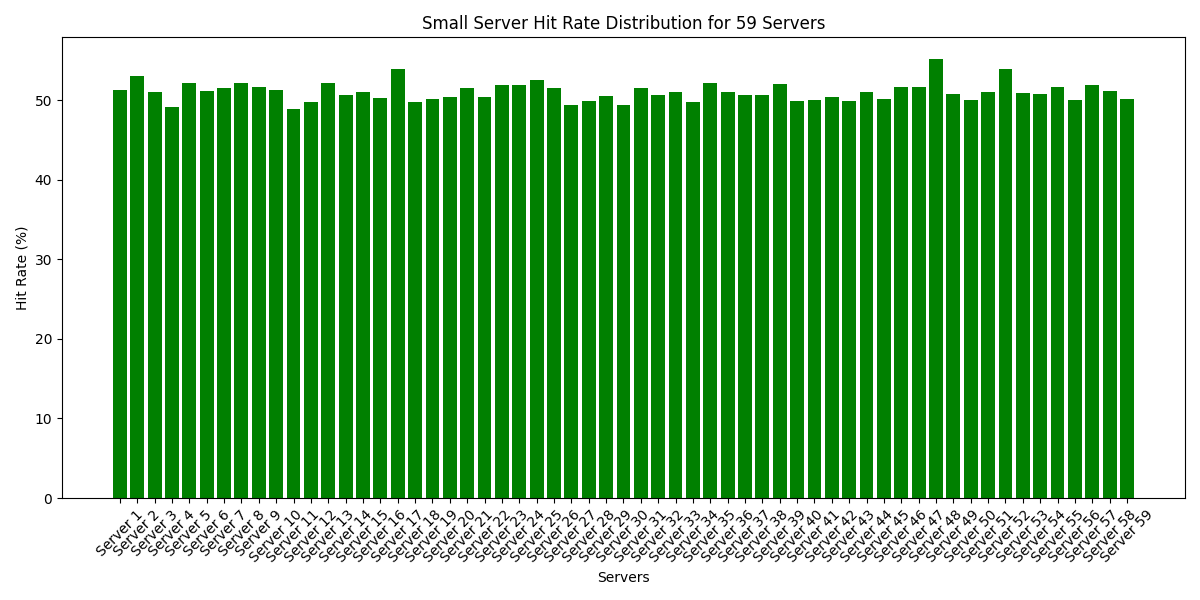 Small Server Hit Rate Distribution for 59 Servers
Hit Rate (%)
50
40
30
20
10
0
Server 1
Server 2
Server 3
Server 4
Server 5
Server 6
Server 7
Server 8
Server 9
Server 10
Server 11
Server 12
Server 13
Server 14
Server 15
Server 16
Server 17
Server 18
Server 19
Server 20
Server 21
Server 22
Server 23
Server 24
Server 25
Server 26
Server 27
Server 28
Server 29
Server 30
Server 31
Server 32
Server 33
Server 34
Server 35
Server 36
Server 37
Server 38
Server 39
Server 40
Server 41
Server 42
Server 43
Server 44
Server 45
Server 46
Server 47
Server 48
Server 49
Server 50
Server 51
Server 52
Server 53
Server 54
Server 55
Server 56
Server 57
Server 58
Server 59
Servers